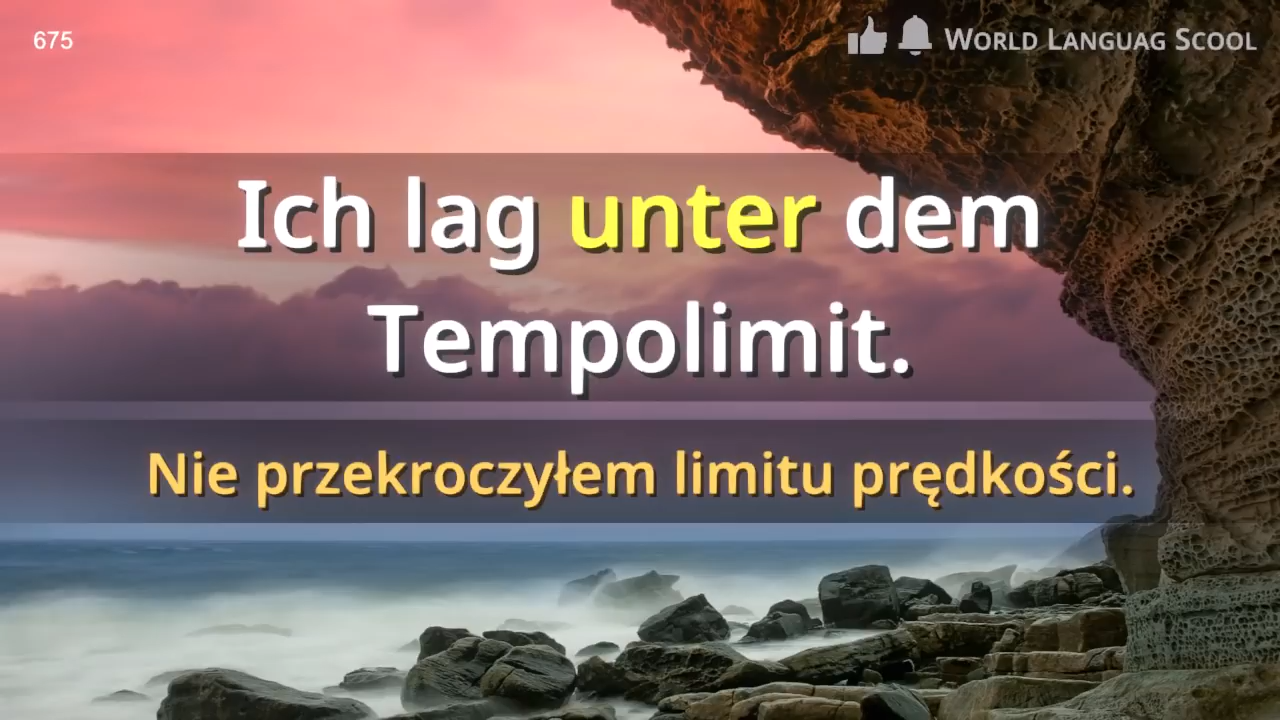 675
WORLD LANGUAG SCOOL
Ich lag unter dem
Tempolimit.
Nie przekroczyłem limitu prędkości.